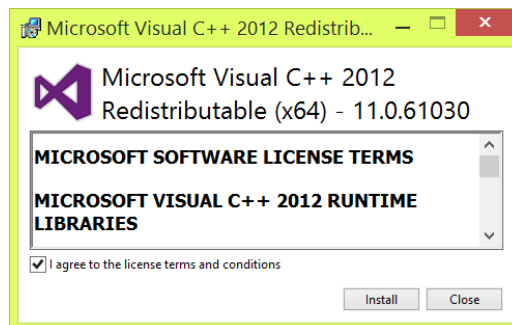 Microsoft Visual C++ 2012 Redistrib...
Microsoft Visual C++ 2012
Redistributable (x64) - 11.0.61030
MICROSOFT SOFTWARE LICENSE TERMS
MICROSOFT VISUAL C++ 2012 RUNTIME
LIBRARIES
I agree to the license terms and conditions
Install
Close